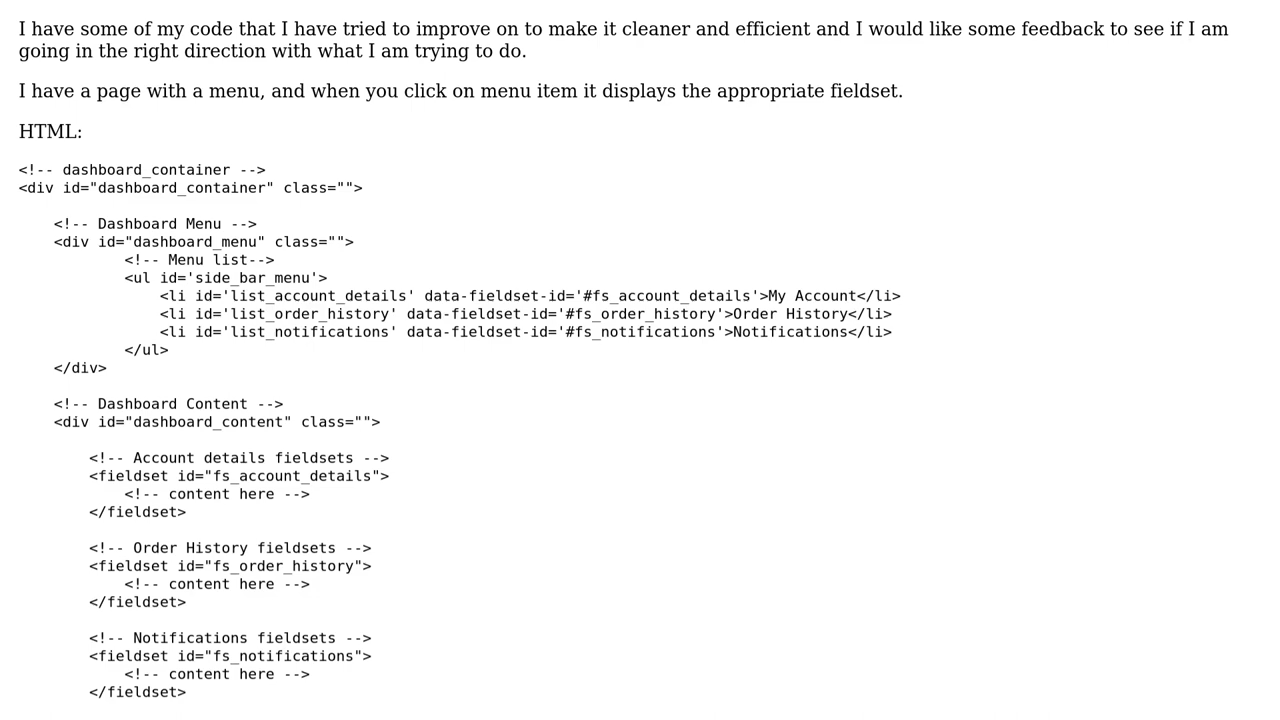 I have some of my code that I have tried to improve on to make it cleaner and efficient and I would like some feedback to see if I am
going in the right direction with what I am trying to do.
I have a page with a menu, and when you click on menu item it displays the appropriate fieldset.
HTML:
<!-- dashboard_container -->
<div id="dashboard_container" class="">
    <!-- Dashboard Menu -->
    <div id="dashboard_menu" class="">
            <!-- Menu list-->
            <ul id='side_bar_menu'>
                <li id='list_account_details' data-fieldset-id='#fs_account_details'>My Account</li>
                <li id='list_order_history' data-fieldset-id='#fs_order_history'>Order History</li>
                <li id='list_notifications' data-fieldset-id='#fs_notifications'>Notifications</li>
            </ul>
    </div>
    <!-- Dashboard Content -->
    <div id="dashboard_content" class="">
        <!-- Account details fieldsets -->
        <fieldset id="fs_account_details">
            <!-- content here -->
        </fieldset>
        <!-- Order History fieldsets -->
        <fieldset id="fs_order_history">
            <!-- content here -->
        </fieldset>
        <!-- Notifications fieldsets -->
        <fieldset id="fs_notifications">
            <!-- content here -->
        </fieldset>